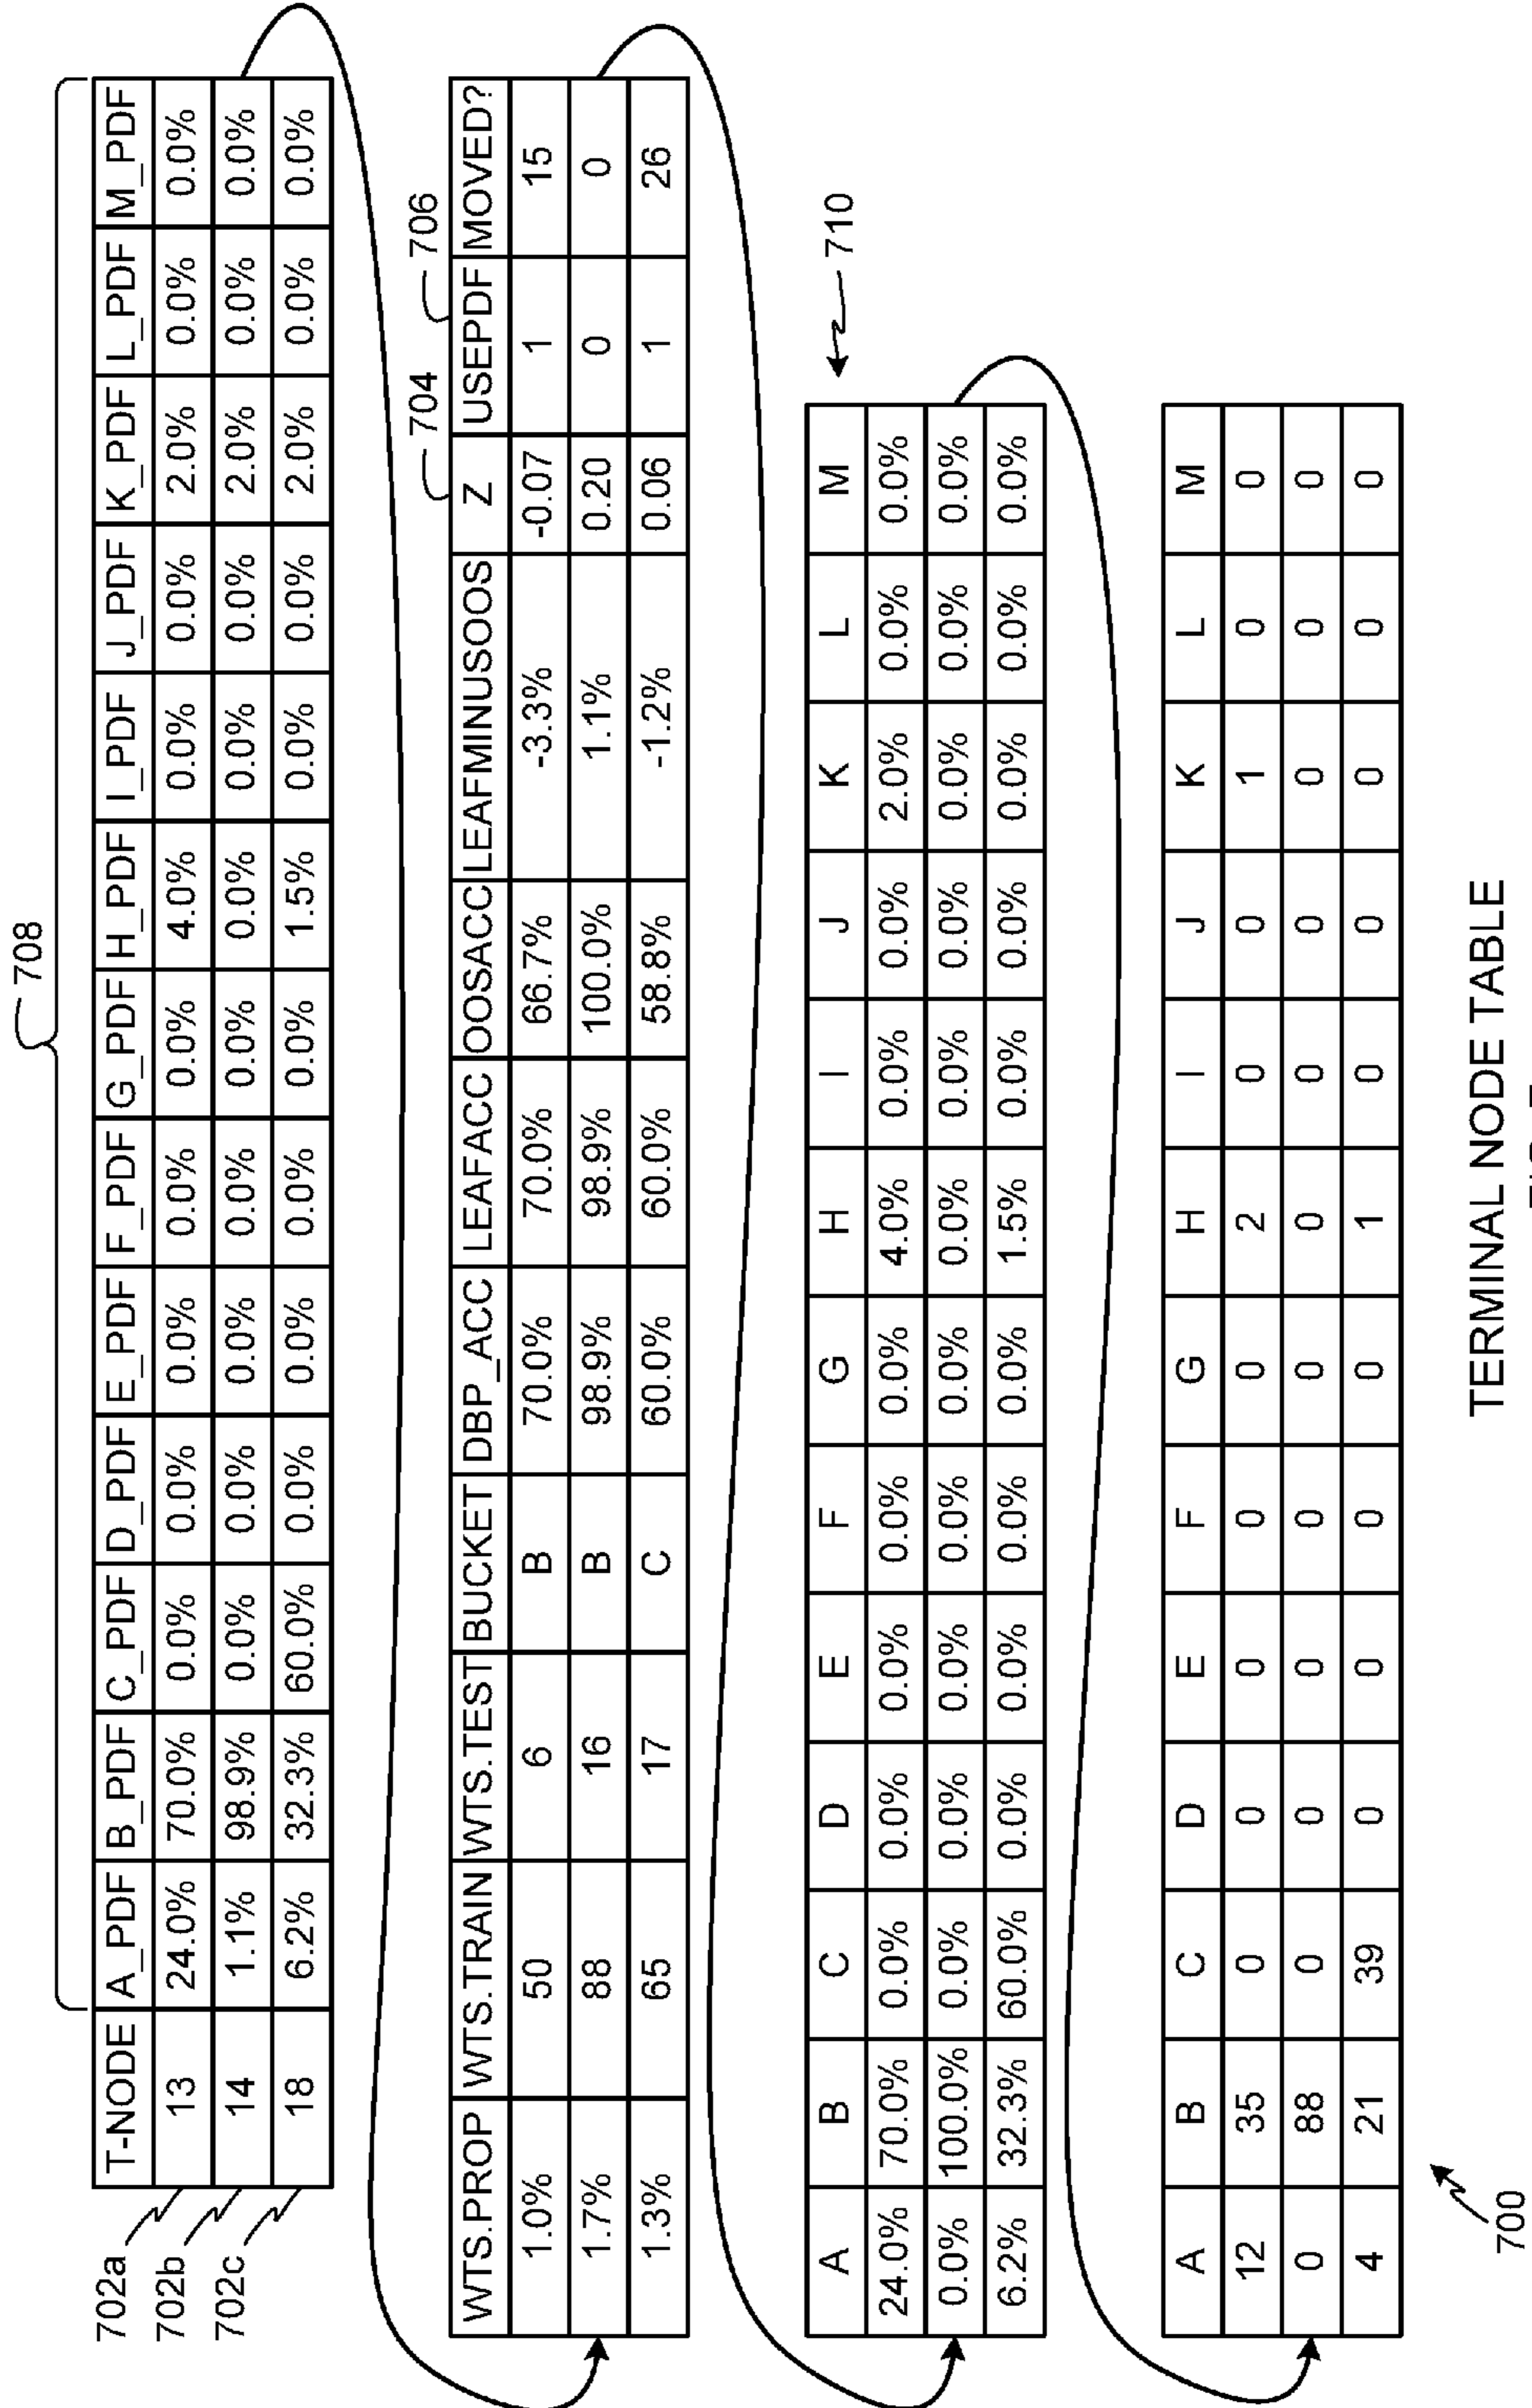 708
T-NODE A_PDF B_PDF C_PDF D_PDF E_PDF F_PDF G_PDF H_PDF I_PDF J_PDF K_PDF L_PDF M_PDF
702a 13 24.0% 70.0% 0.0% 0.0% 0.0% 0.0% 0.0% 4.0% 0.0% 0.0% 2.0% 0.0% 0.0%
702b 14 1.1% 98.9% 0.0% 0.0% 0.0% 0.0% 0.0% 0.0% 0.0% 0.0% 2.0% 0.0% 0.0%
702c 18 6.2% 32.3% 60.0% 0.0% 0.0% 0.0% 0.0% 1.5% 0.0% 0.0% 2.0% 0.0% 0.0%
704 706
WTS.PROP WTS.TRAIN WTS.TEST BUCKET DBP_ACC LEAFACC OOSACC LEAFMINUSOOS Z USEPDF MOVED?
1.0% 50 6 B 70.0% 70.0% 66.7% -3.3% -0.07 1 15
1.7% 88 16 B 98.9% 98.9% 100.0% 1.1% 0.20 0 0
1.3% 65 17 C 60.0% 60.0% 58.8% -1.2% 0.06 1 26
710
A B C D E F G H I J K L M
24.0% 70.0% 0.0% 0.0% 0.0% 0.0% 0.0% 4.0% 0.0% 0.0% 2.0% 0.0% 0.0%
0.0% 100.0% 0.0% 0.0% 0.0% 0.0% 0.0% 0.0% 0.0% 0.0% 0.0% 0.0% 0.0%
6.2% 32.3% 60.0% 0.0% 0.0% 0.0% 0.0% 1.5% 0.0% 0.0% 0.0% 0.0% 0.0%
A B C D E F G H I J K L M
12 35 0 0 0 0 0 2 0 0 1 0 0
0 88 0 0 0 0 0 0 0 0 0 0 0
4 21 39 0 0 0 0 1 0 0 0 0 0
700
TERMINAL NODE TABLE